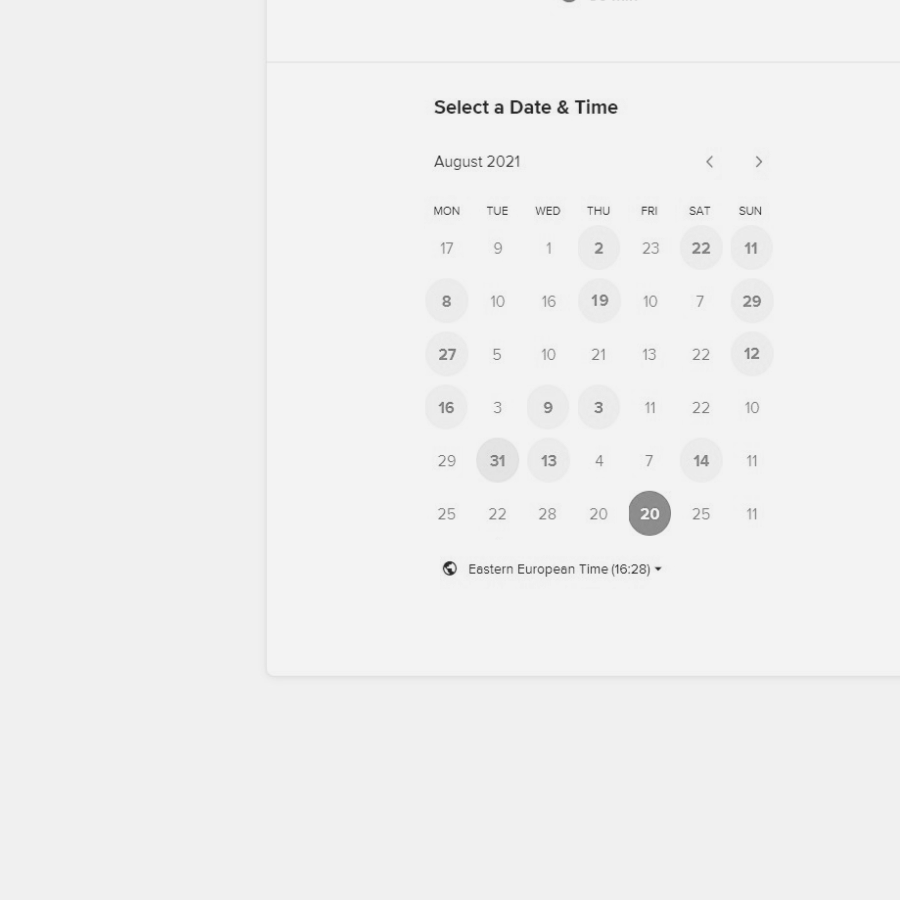 Select a Date & Time
August 2021
MON TUE WED THU FRI SAT SUN
17 9 1 2 23 22 11
8 10 16 19 10 7 29
27 5 10 21 13 22 12
16 3 9 3 11 22 10
29 31 13 4 7 14 11
25 22 28 20 20 25 11
Eastern European Time (16:28)